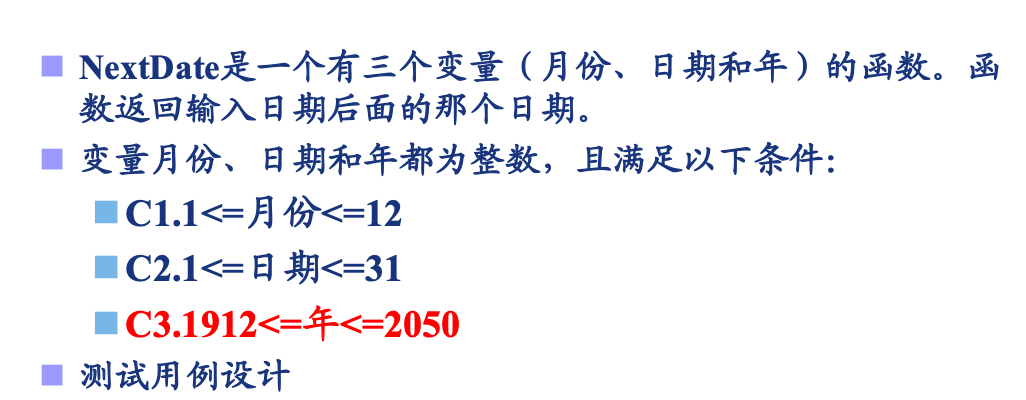 NextDate是一个有三个变量（月份、日期和年）的函数。函
数返回输入日期后面的那个日期。
变量月份、日期和年都为整数，且满足以下条件：
C1.1<=月份<=12
C2.1<=日期<=31
C3.1912<=年<=2050
测试用例设计